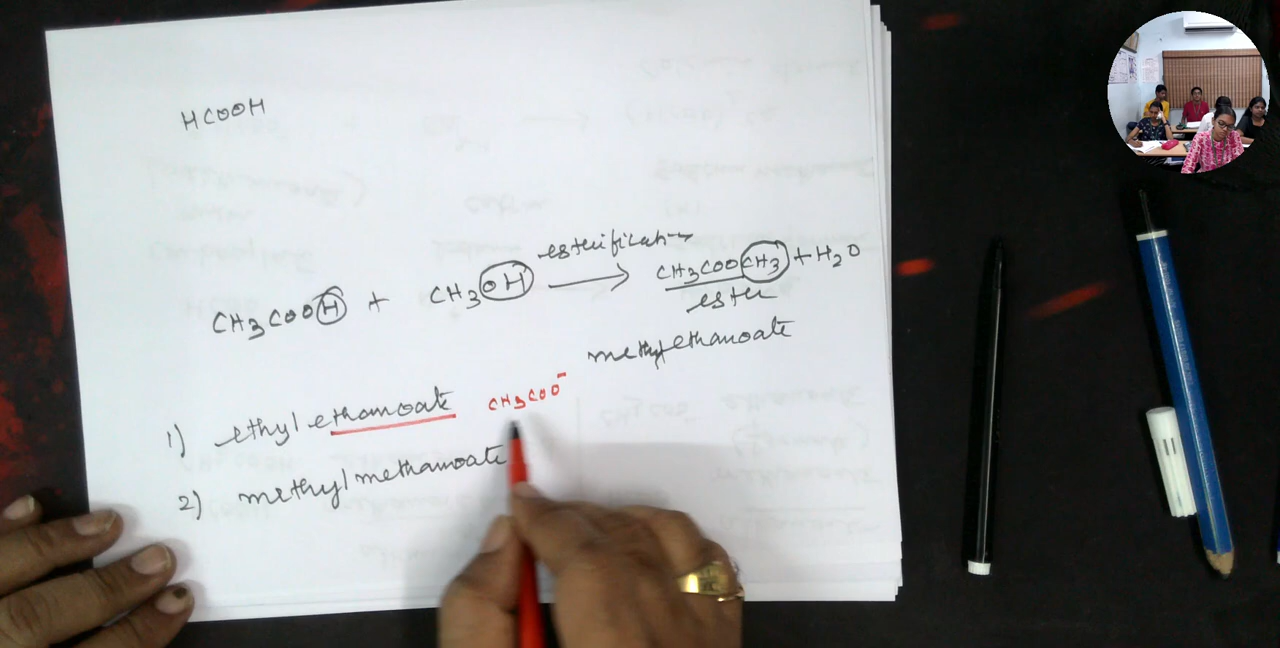 HCOOH
esterification
CH3COOH + CH3OH → CH3COOCH3 + H2O
ester
methylethanoate
1) ethyl ethanoate CH3COO-
2) methyl methanoate